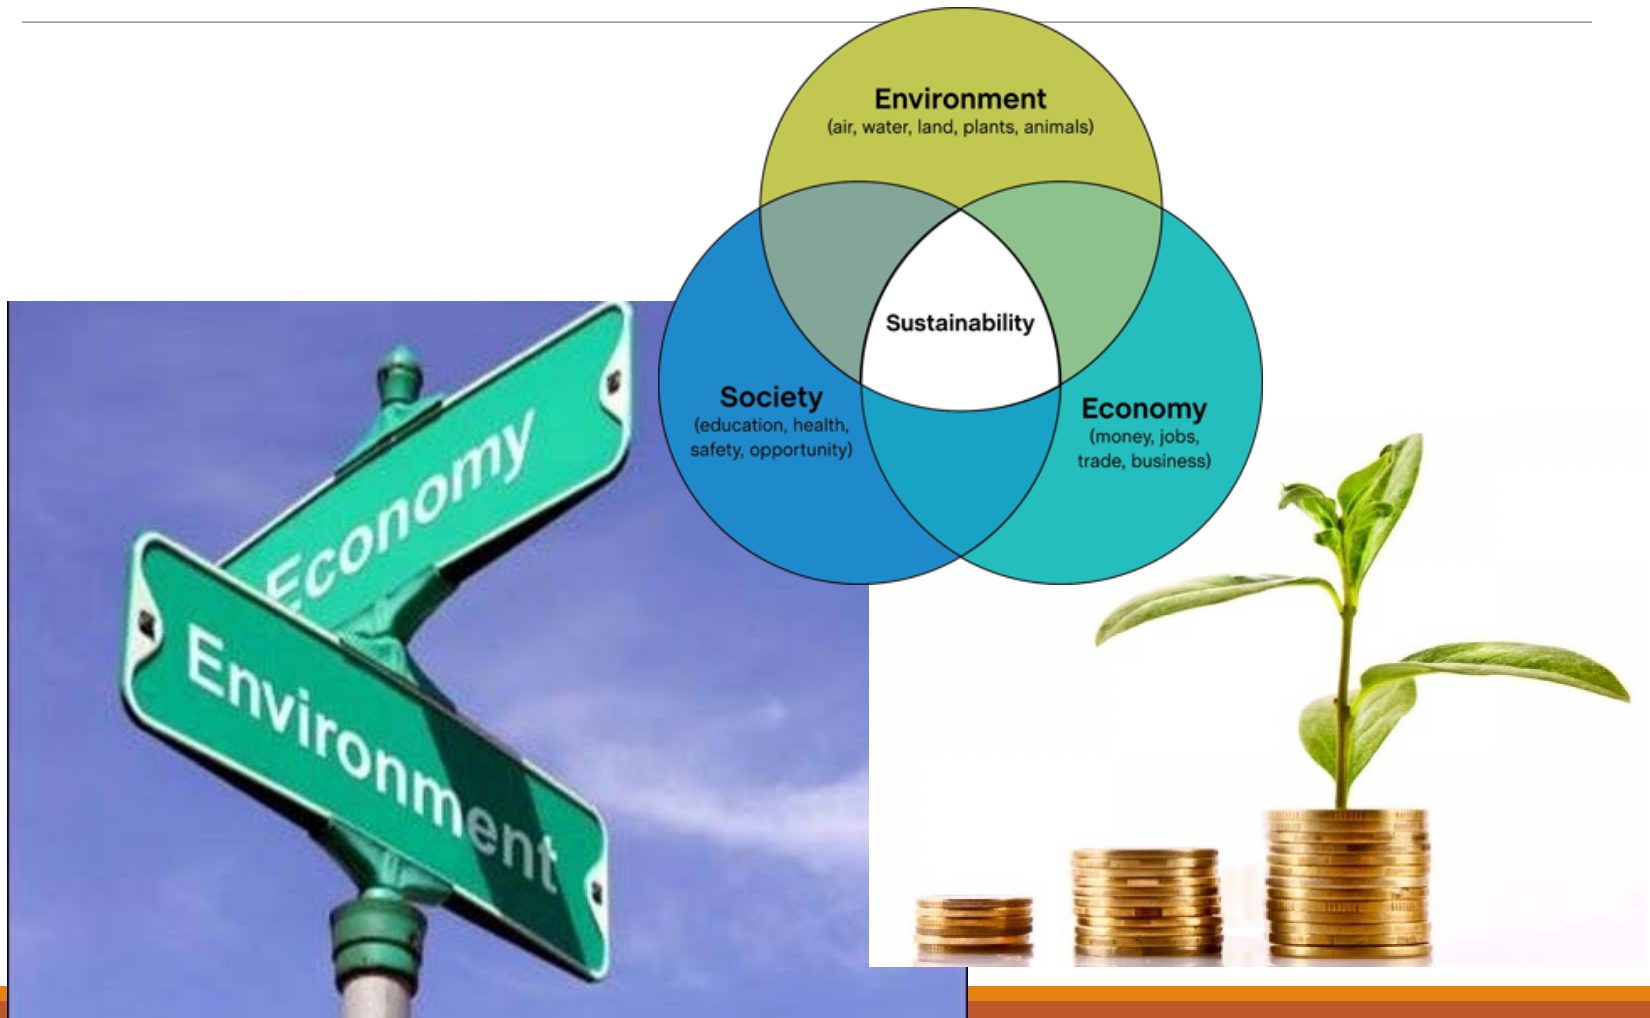 Environment
(air, water, land, plants, animals)
Sustainability
Society
(education, health,
safety, opportunity)
Economy
(money, jobs,
trade, business)
Economy
Environment